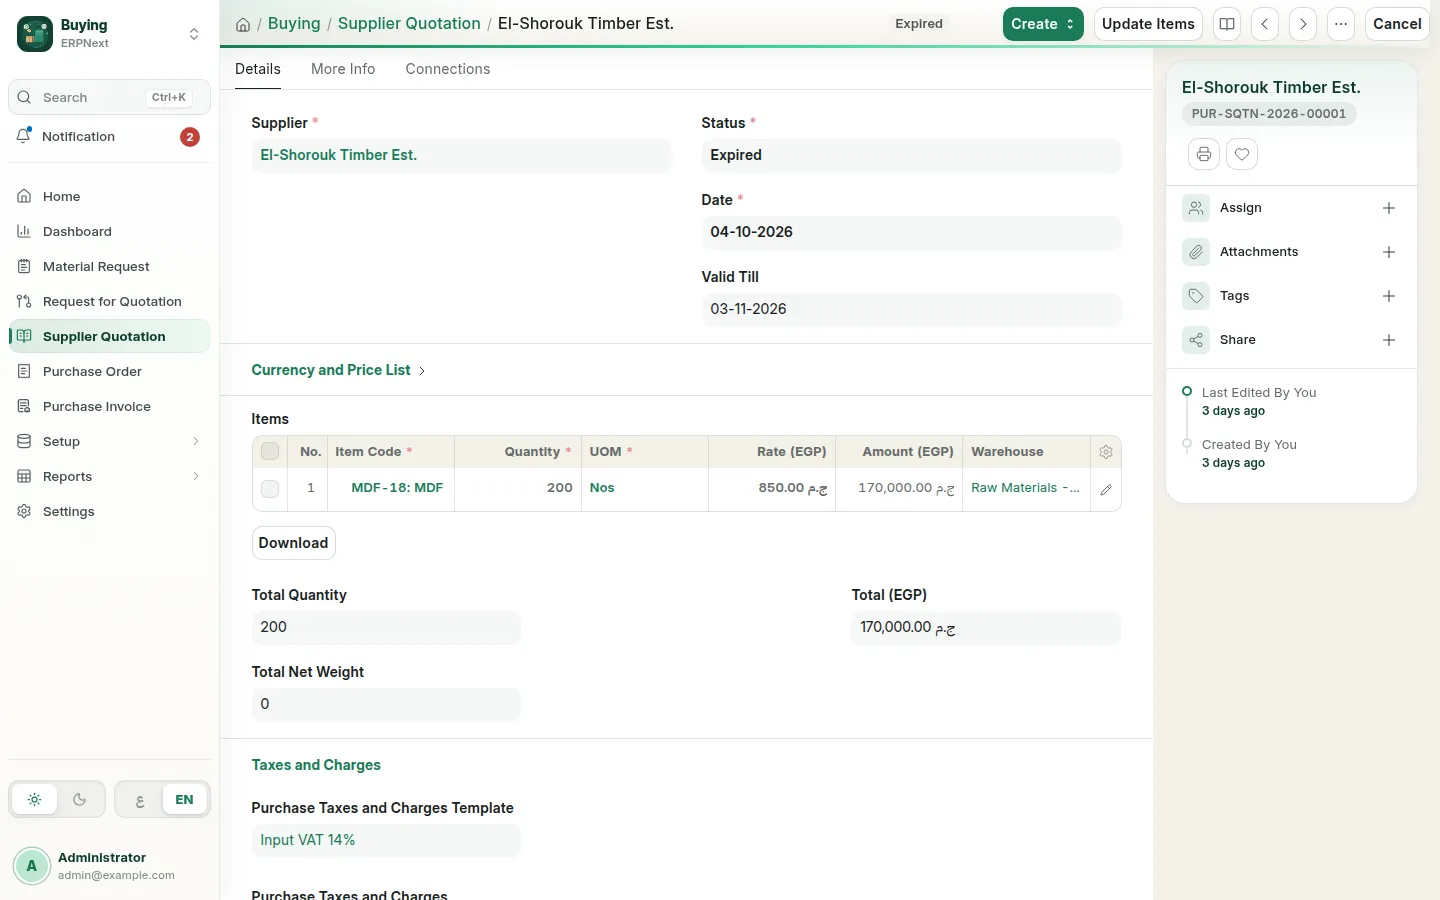 Buying
ERPNext
Search
Ctrl+K
Notification
2
Home
Dashboard
Material Request
Request for Quotation
Supplier Quotation
Purchase Order
Purchase Invoice
Setup
Reports
Settings
ع
EN
A
Administrator
admin@example.com
/ Buying / Supplier Quotation / El-Shorouk Timber Est.
Expired
Create
Update Items
Cancel
Details
More Info
Connections
Supplier *
El-Shorouk Timber Est.
Status *
Expired
Date *
04-10-2026
Valid Till
03-11-2026
Currency and Price List
Items
No. Item Code * Quantity * UOM * Rate (EGP) Amount (EGP) Warehouse
1 MDF-18: MDF 200 Nos 850.00 ج.م 170,000.00 ج.م Raw Materials -...
Download
Total Quantity
200
Total (EGP)
170,000.00 ج.م
Total Net Weight
0
Taxes and Charges
Purchase Taxes and Charges Template
Input VAT 14%
Purchase Taxes and Charges
El-Shorouk Timber Est.
PUR-SQTN-2026-00001
Assign
Attachments
Tags
Share
Last Edited By You
3 days ago
Created By You
3 days ago